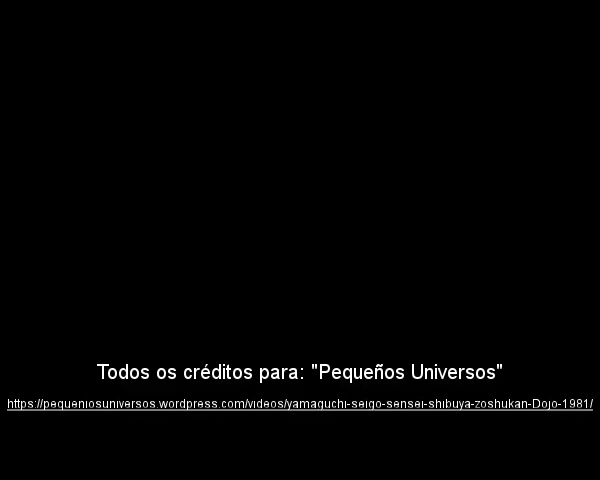 Todos os créditos para: "Pequeños Universos"
https://pequeniosuniversos.wordpress.com/videos/yamaguchi-seigo-sensei-shibuya-zoshukan-Dojo-1981/